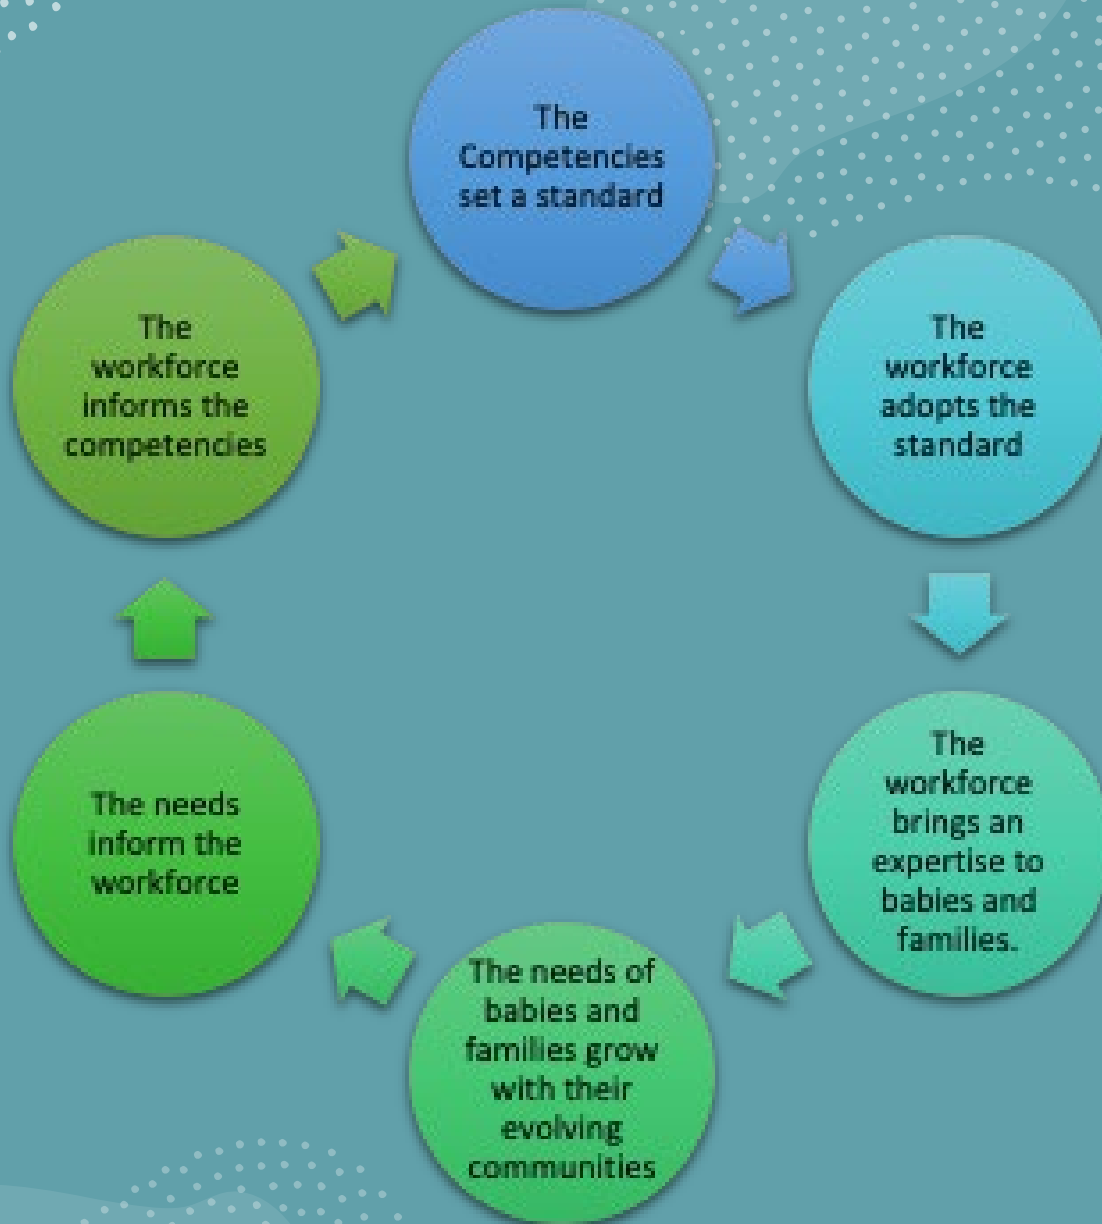 The
Competencies
set a standard
The
workforce
adopts the
standard
The
workforce
brings an
expertise to
babies and
families.
The needs of
babies and
families grow
with their
evolving
communities
The needs
inform the
workforce
The
workforce
informs the
competencies